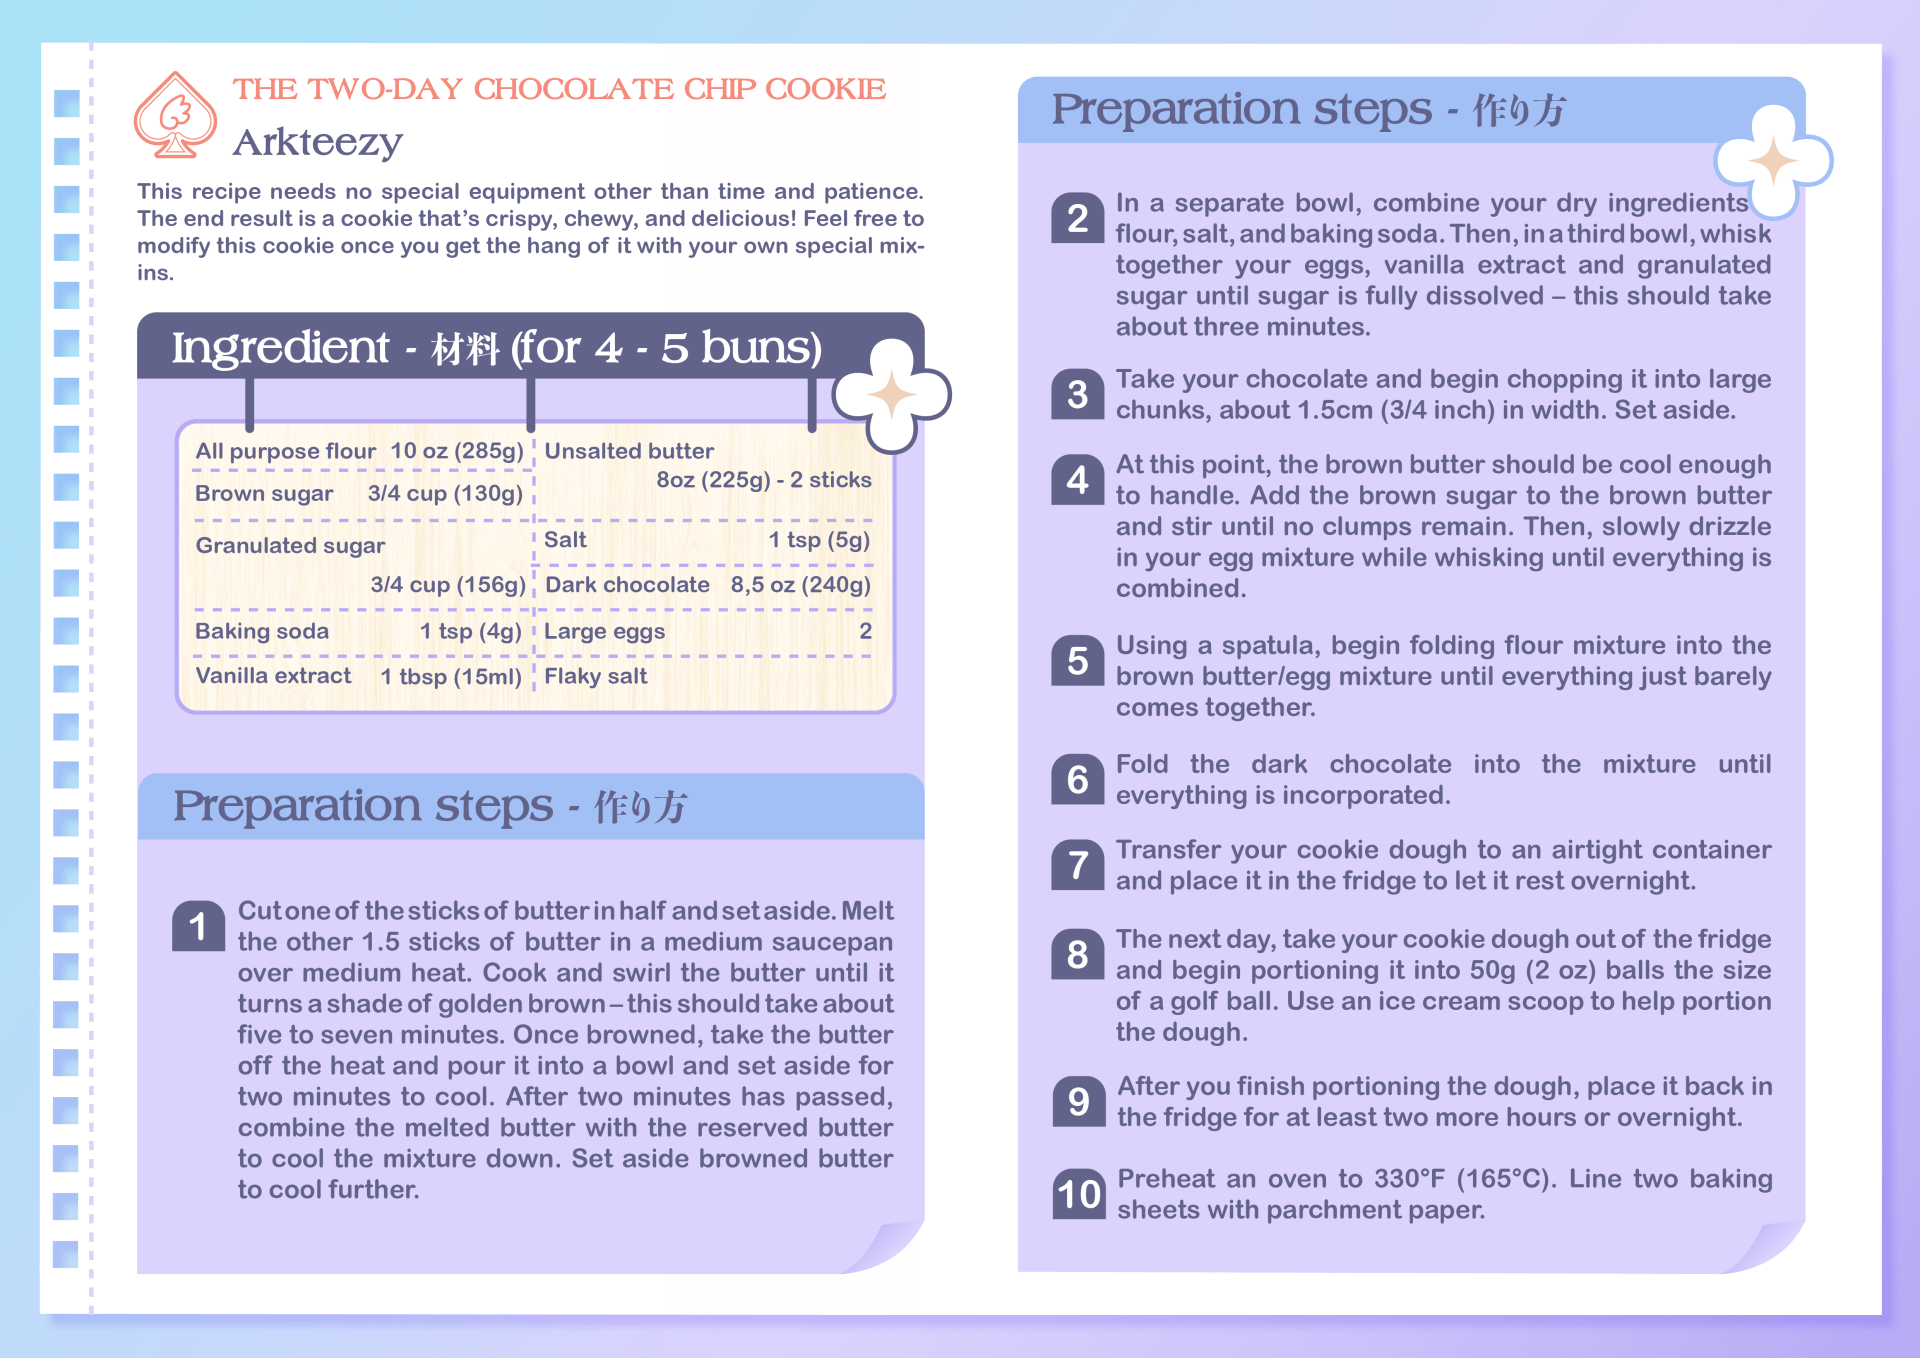 THE TWO-DAY CHOCOLATE CHIP COOKIE
Arkteezy
This recipe needs no special equipment other than time and patience.
The end result is a cookie that's crispy, chewy, and delicious! Feel free to
modify this cookie once you get the hang of it with your own special mix-
ins.
Ingredient - 材料 (for 4 - 5 buns)
All purpose flour 10 oz (285g)
Brown sugar 3/4 cup (130g)
Granulated sugar
3/4 cup (156g)
Baking soda 1 tsp (4g)
Vanilla extract 1 tbsp (15ml)
Unsalted butter
8oz (225g) - 2 sticks
Salt 1 tsp (5g)
Dark chocolate 8,5 oz (240g)
Large eggs 2
Flaky salt
Preparation steps - 作り方
1 Cut one of the sticks of butter in half and set aside. Melt
the other 1.5 sticks of butter in a medium saucepan
over medium heat. Cook and swirl the butter until it
turns a shade of golden brown – this should take about
five to seven minutes. Once browned, take the butter
off the heat and pour it into a bowl and set aside for
two minutes to cool. After two minutes has passed,
combine the melted butter with the reserved butter
to cool the mixture down. Set aside browned butter
to cool further.
Preparation steps - 作り方
2 In a separate bowl, combine your dry ingredients
flour, salt, and baking soda. Then, in a third bowl, whisk
together your eggs, vanilla extract and granulated
sugar until sugar is fully dissolved – this should take
about three minutes.
3 Take your chocolate and begin chopping it into large
chunks, about 1.5cm (3/4 inch) in width. Set aside.
4 At this point, the brown butter should be cool enough
to handle. Add the brown sugar to the brown butter
and stir until no clumps remain. Then, slowly drizzle
in your egg mixture while whisking until everything is
combined.
5 Using a spatula, begin folding flour mixture into the
brown butter/egg mixture until everything just barely
comes together.
6 Fold the dark chocolate into the mixture until
everything is incorporated.
7 Transfer your cookie dough to an airtight container
and place it in the fridge to let it rest overnight.
8 The next day, take your cookie dough out of the fridge
and begin portioning it into 50g (2 oz) balls the size
of a golf ball. Use an ice cream scoop to help portion
the dough.
9 After you finish portioning the dough, place it back in
the fridge for at least two more hours or overnight.
10 Preheat an oven to 330°F (165°C). Line two baking
sheets with parchment paper.